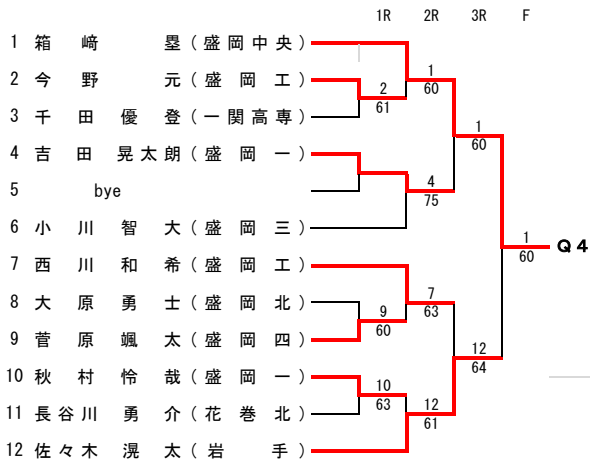 1R 2R 3R F
1 箱﨑 塁(盛岡中央)
2 今野 元(盛岡工)
3 千田優登(一関高専)
4 吉田晃太朗(盛岡一)
5 bye
6 小川智大(盛岡三)
7 西川和希(盛岡工)
8 大原勇士(盛岡北)
9 菅原颯太(盛岡四)
10 秋村怜哉(盛岡一)
11 長谷川勇介(花巻北)
12 佐々木滉太(岩手)
2
61
9
60
10
63
1
60
4
75
7
63
12
61
1
60
12
64
1
60
Q4